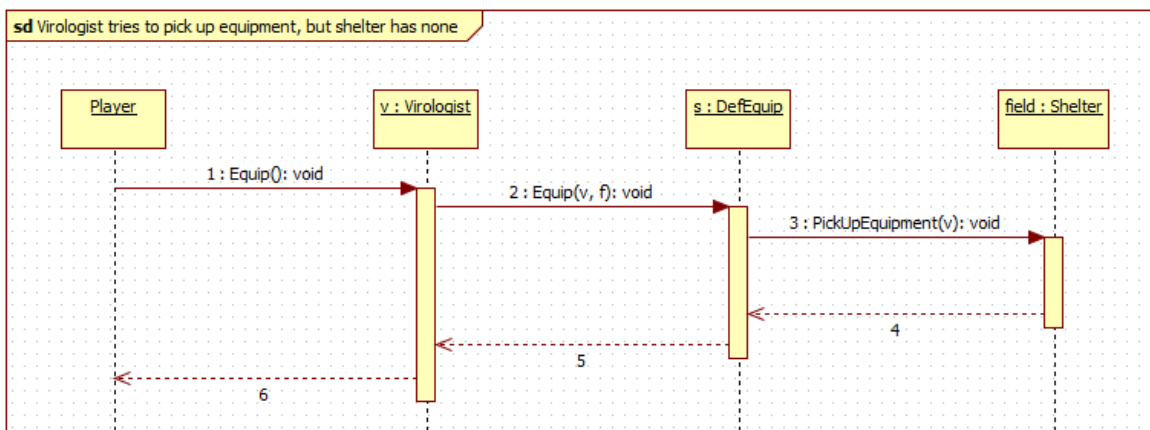 sd Virologist tries to pick up equipment, but shelter has none
Player
v : Virologist
s : DefEquip
field : Shelter
1 : Equip(): void
2 : Equip(v, f): void
3 : PickUpEquipment(v): void
4
5
6